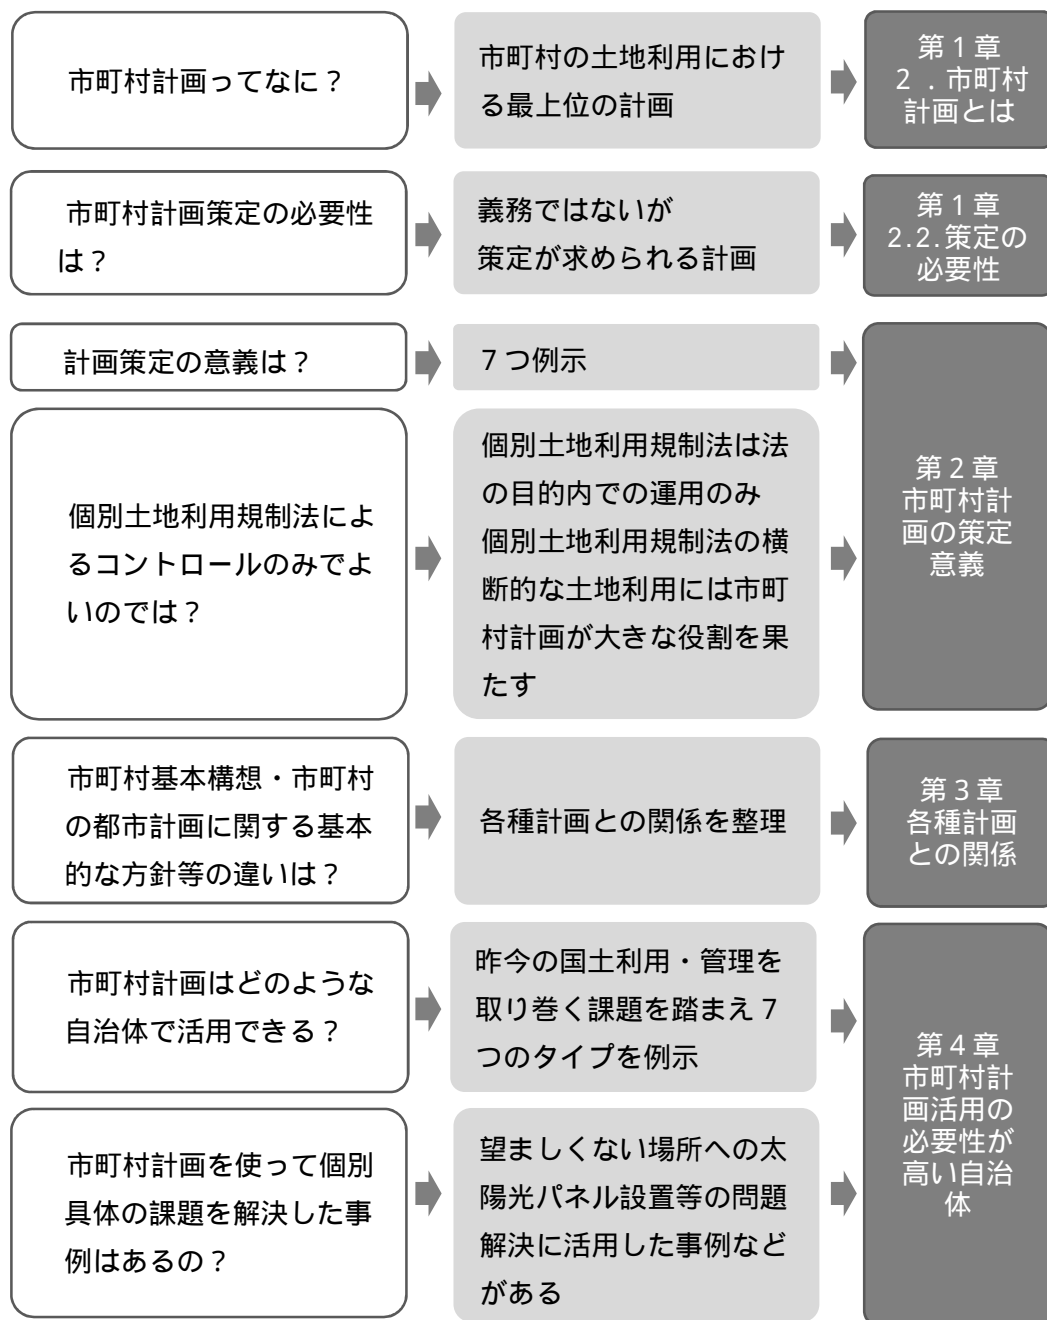 市町村計画ってなに？
市町村の土地利用におけ
る最上位の計画
第１章
２．市町村
計画とは
市町村計画策定の必要性
は？
義務ではないが
策定が求められる計画
第１章
2.2.策定の
必要性
計画策定の意義は？
７つ例示
個別土地利用規制法によ
るコントロールのみでよ
いのでは？
個別土地利用規制法は法
の目的内での運用のみ
個別土地利用規制法の横
断的な土地利用には市町
村計画が大きな役割を果
たす
第２章
市町村計
画の策定
意義
市町村基本構想・市町村
の都市計画に関する基本
的な方針等の違いは？
各種計画との関係を整理
第３章
各種計画
との関係
市町村計画はどのような
自治体で活用できる？
昨今の国土利用・管理を
取り巻く課題を踏まえ７
つのタイプを例示
市町村計画を使って個別
具体の課題を解決した事
例はあるの？
望ましくない場所への太
陽光パネル設置等の問題
解決に活用した事例など
がある
第４章
市町村計
画活用の
必要性が
高い自治
体